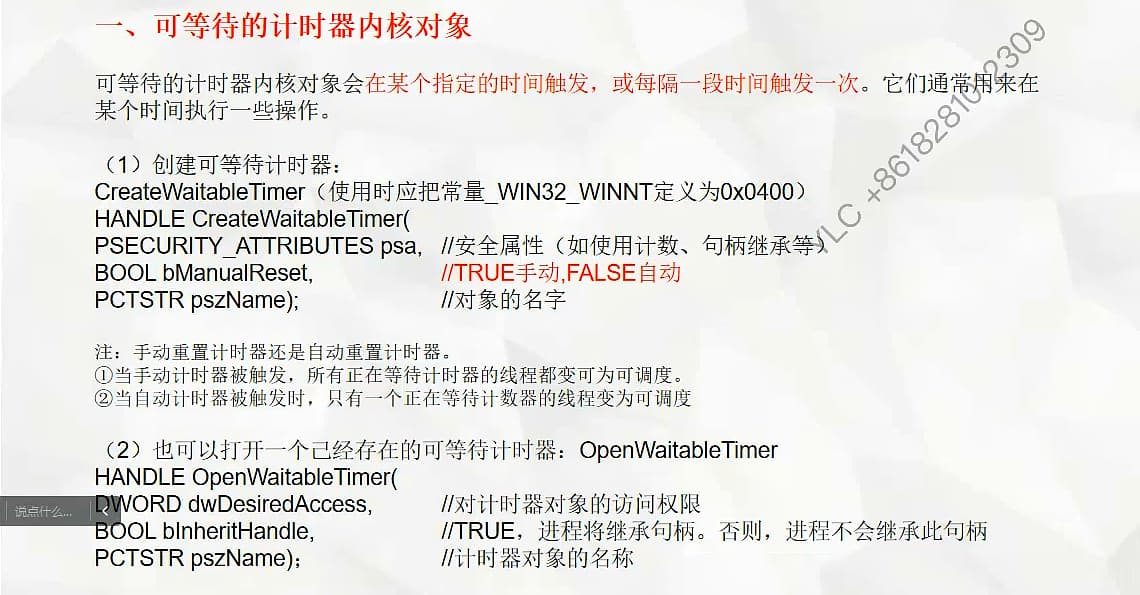 一、可等待的计时器内核对象
可等待的计时器内核对象会在某个指定的时间触发，或每隔一段时间触发一次。它们通常用来在
某个时间执行一些操作。
（1）创建可等待计时器：
CreateWaitableTimer（使用时应把常量_WIN32_WINNT定义为0x0400）
HANDLE CreateWaitableTimer(
PSECURITY_ATTRIBUTES psa, //安全属性（如使用计数、句柄继承等）
BOOL bManualReset, //TRUE手动,FALSE自动
PCTSTR pszName); //对象的名字
注：手动重置计时器还是自动重置计时器。
①当手动计时器被触发，所有正在等待计时器的线程都变可为可调度。
②当自动计时器被触发时，只有一个正在等待计数器的线程变为可调度
（2）也可以打开一个己经存在的可等待计时器：OpenWaitableTimer
HANDLE OpenWaitableTimer(
DWORD dwDesiredAccess, //对计时器对象的访问权限
BOOL bInheritHandle, //TRUE，进程将继承句柄。否则，进程不会继承此句柄
PCTSTR pszName)； //计时器对象的名称
说点什么...